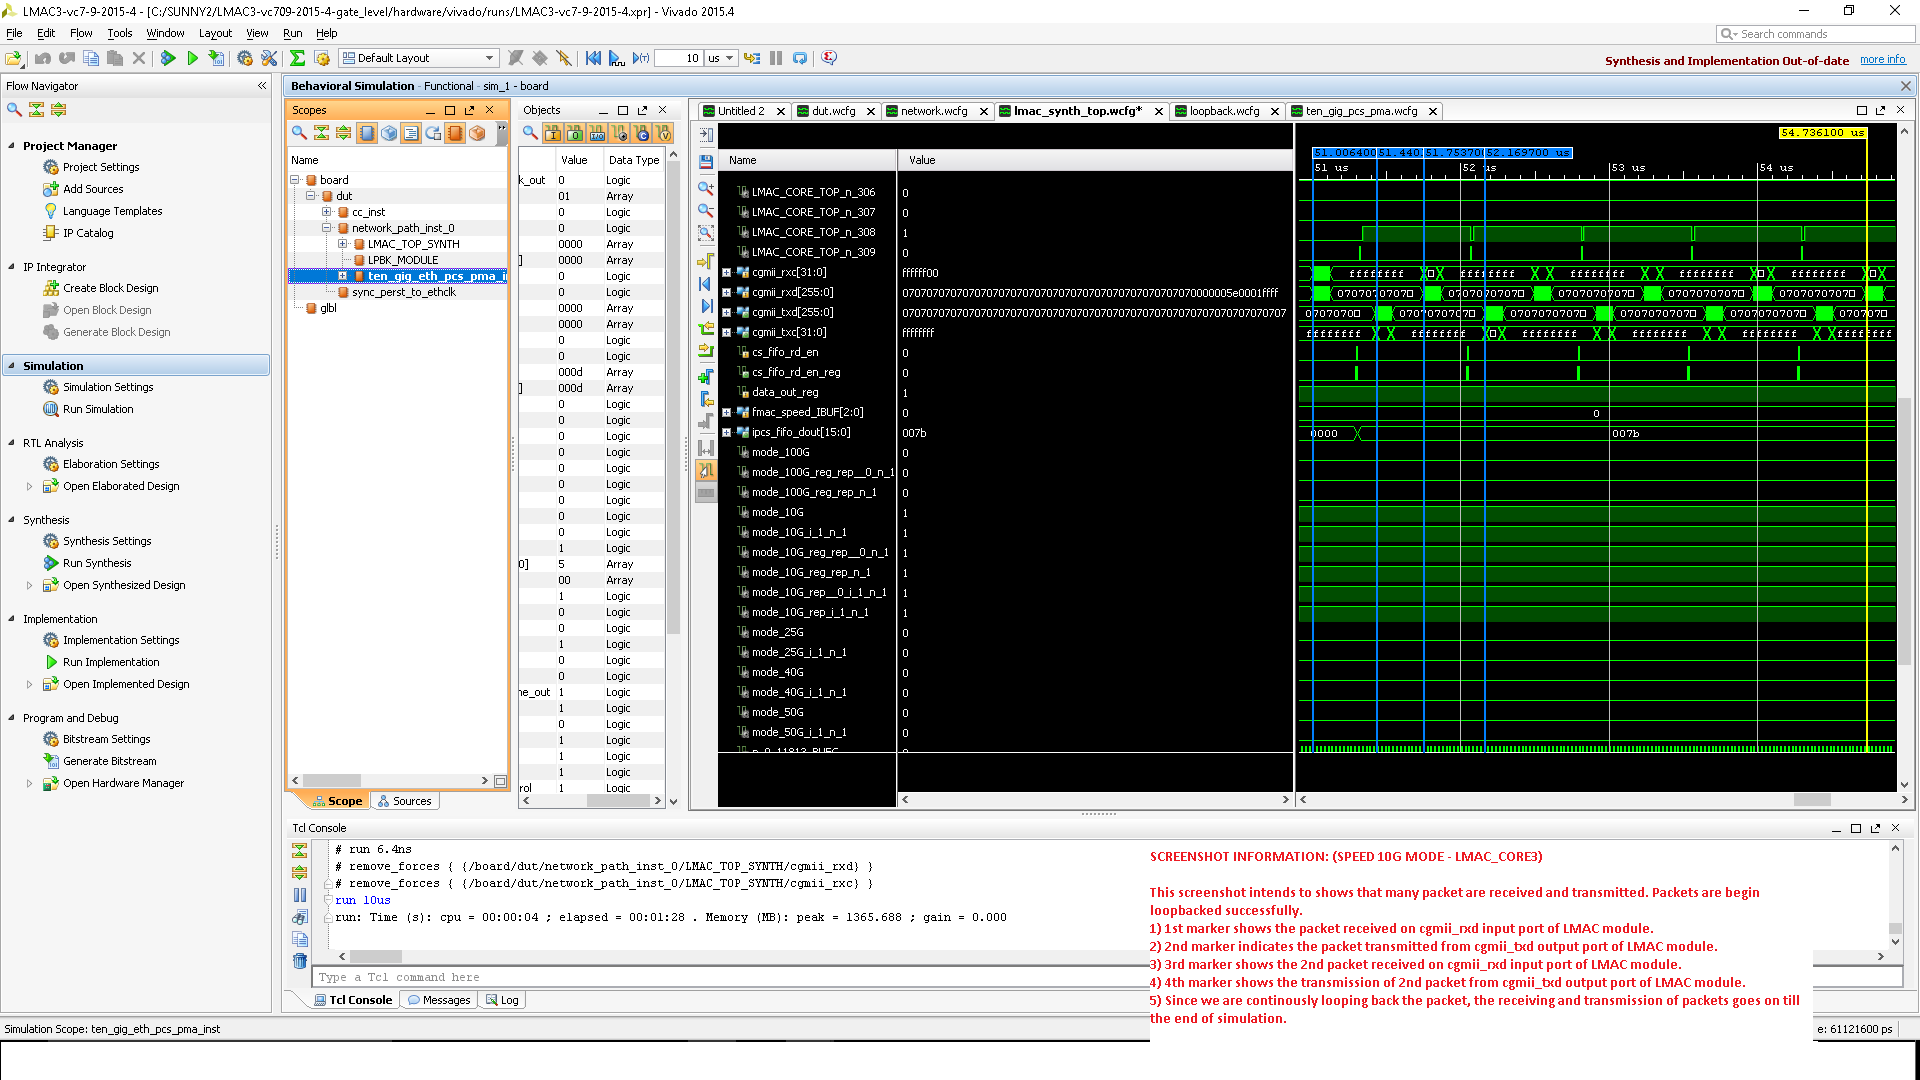 LMAC3-vc7-9-2015-4 - [C:/SUNNY2/LMAC3-vc709-2015-4-gate_level/hardware/vivado/runs/LMAC3-vc7-9-2015-4.xpr] - Vivado 2015.4
File Edit Flow Tools Window Layout View Run Help
Search commands
Default Layout
10 us
Synthesis and Implementation Out-of-date more info
Flow Navigator
Project Manager
Project Settings
Add Sources
Language Templates
IP Catalog
IP Integrator
Create Block Design
Open Block Design
Generate Block Design
Simulation
Simulation Settings
Run Simulation
RTL Analysis
Elaboration Settings
Open Elaborated Design
Synthesis
Synthesis Settings
Run Synthesis
Open Synthesized Design
Implementation
Implementation Settings
Run Implementation
Open Implemented Design
Program and Debug
Bitstream Settings
Generate Bitstream
Open Hardware Manager
Behavioral Simulation - Functional - sim_1 - board
Scopes
Name
board
dut
cc_inst
network_path_inst_0
LMAC_TOP_SYNTH
LPBK_MODULE
ten_gig_eth_pcs_pma_i
sync_perst_to_ethclk
glbl
Scope Sources
Objects
Value Data Type
k_out 0 Logic
01 Array
0 Logic
0 Logic
0000 Array
] 0000 Array
0 Logic
0 Logic
0000 Array
0000 Array
0 Logic
0 Logic
000d Array
] 000d Array
0 Logic
0 Logic
0 Logic
0 Logic
0 Logic
0 Logic
0 Logic
0 Logic
0 Logic
1 Logic
0] 5 Array
00 Array
1 Logic
0 Logic
0 Logic
1 Logic
0 Logic
0 Logic
ne_out 1 Logic
1 Logic
0 Logic
1 Logic
1 Logic
1 Logic
rol 1 Logic
Untitled 2 dut.wcfg network.wcfg lmac_synth_top.wcfg* loopback.wcfg ten_gig_pcs_pma.wcfg
Name Value
LMAC_CORE_TOP_n_306 0
LMAC_CORE_TOP_n_307 0
LMAC_CORE_TOP_n_308 1
LMAC_CORE_TOP_n_309 0
cgmii_rxc[31:0] ffffff00
cgmii_rxd[255:0] 07070707070707070707070707070707070707070707070000005e0001ffff
cgmii_txd[255:0] 0707070707070707070707070707070707070707070707070707070707070707
cgmii_txc[31:0] ffffffff
cs_fifo_rd_en 0
cs_fifo_rd_en_reg 0
data_out_reg 1
fmac_speed_IBUF[2:0] 0
ipcs_fifo_dout[15:0] 007b
mode_100G 0
mode_100G_reg_rep__0_n_1 0
mode_100G_reg_rep_n_1 0
mode_10G 1
mode_10G_i_1_n_1 1
mode_10G_reg_rep__0_n_1 1
mode_10G_reg_rep_n_1 1
mode_10G_rep__0_i_1_n_1 1
mode_10G_rep_i_1_n_1 1
mode_25G 0
mode_25G_i_1_n_1 0
mode_40G 0
mode_40G_i_1_n_1 0
mode_50G 0
mode_50G_i_1_n_1 0
54.736100 us
51.006400 51.440 51.753700 52.169700 us
51 us 52 us 53 us 54 us
ffffffff ffffffff ffffffff ffffffff ffffffff
0707070707 0707070707 0707070707 0707070707 0707070707
0707070 0707070707 0707070707 0707070707 0707070707 07070
ffffffff ffffffff ffffffff ffffffff ffffffff ffffffff
0
0000 007b
Tcl Console
# run 6.4ns
# remove_forces { {/board/dut/network_path_inst_0/LMAC_TOP_SYNTH/cgmii_rxd} }
# remove_forces { {/board/dut/network_path_inst_0/LMAC_TOP_SYNTH/cgmii_rxc} }
run 10us
run: Time (s): cpu = 00:00:04 ; elapsed = 00:01:28 . Memory (MB): peak = 1365.688 ; gain = 0.000
Type a Tcl command here
Tcl Console Messages Log
SCREENSHOT INFORMATION: (SPEED 10G MODE - LMAC_CORE3)
This screenshot intends to shows that many packet are received and transmitted. Packets are begin
loopbacked successfully.
1) 1st marker shows the packet received on cgmii_rxd input port of LMAC module.
2) 2nd marker indicates the packet transmitted from cgmii_txd output port of LMAC module.
3) 3rd marker shows the 2nd packet received on cgmii_rxd input port of LMAC module.
4) 4th marker shows the transmission of 2nd packet from cgmii_txd output port of LMAC module.
5) Since we are continously looping back the packet, the receiving and transmission of packets goes on till
the end of simulation.
Simulation Scope: ten_gig_eth_pcs_pma_inst
e: 61121600 ps